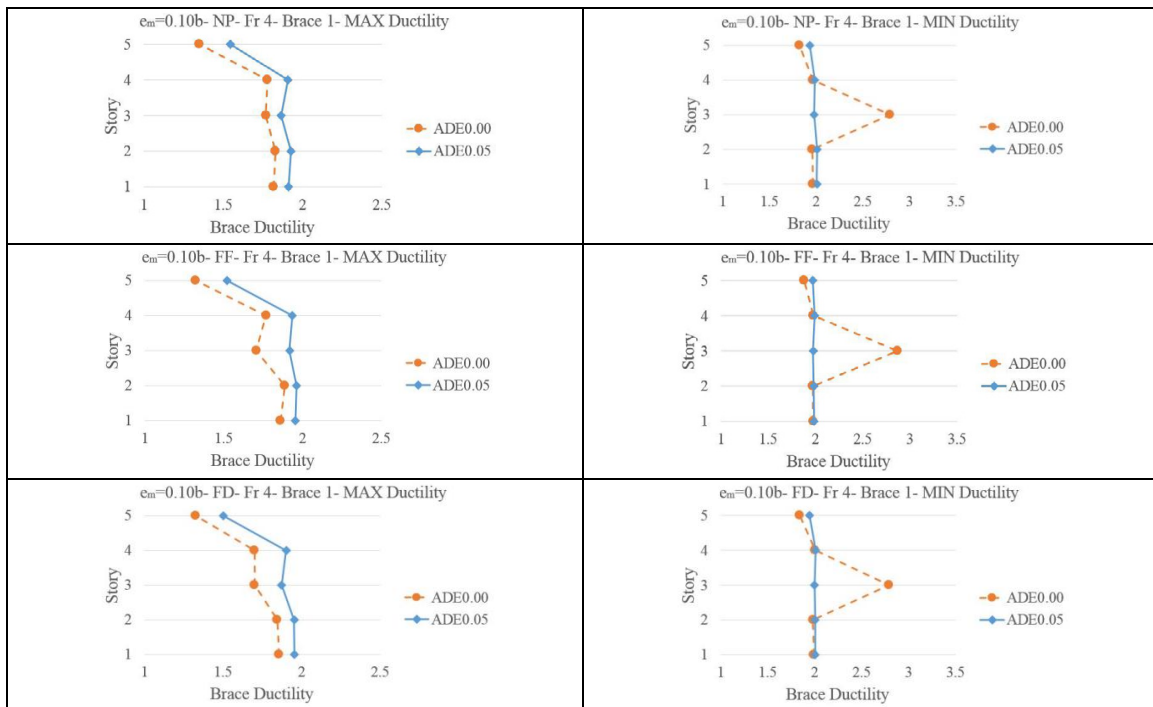 em=0.10b- NP- Fr 4- Brace 1- MAX Ductility
5
4
3
2
1
Story
1 1.5 2 2.5
Brace Ductility
ADE0.00
ADE0.05
em=0.10b- NP- Fr 4- Brace 1- MIN Ductility
5
4
3
2
1
Story
1 1.5 2 2.5 3 3.5
Brace Ductility
ADE0.00
ADE0.05
em=0.10b- FF- Fr 4- Brace 1- MAX Ductility
5
4
3
2
1
Story
1 1.5 2 2.5
Brace Ductility
ADE0.00
ADE0.05
em=0.10b- FF- Fr 4- Brace 1- MIN Ductility
5
4
3
2
1
Story
1 1.5 2 2.5 3 3.5
Brace Ductility
ADE0.00
ADE0.05
em=0.10b- FD- Fr 4- Brace 1- MAX Ductility
5
4
3
2
1
Story
1 1.5 2 2.5
Brace Ductility
ADE0.00
ADE0.05
em=0.10b- FD- Fr 4- Brace 1- MIN Ductility
5
4
3
2
1
Story
1 1.5 2 2.5 3 3.5
Brace Ductility
ADE0.00
ADE0.05